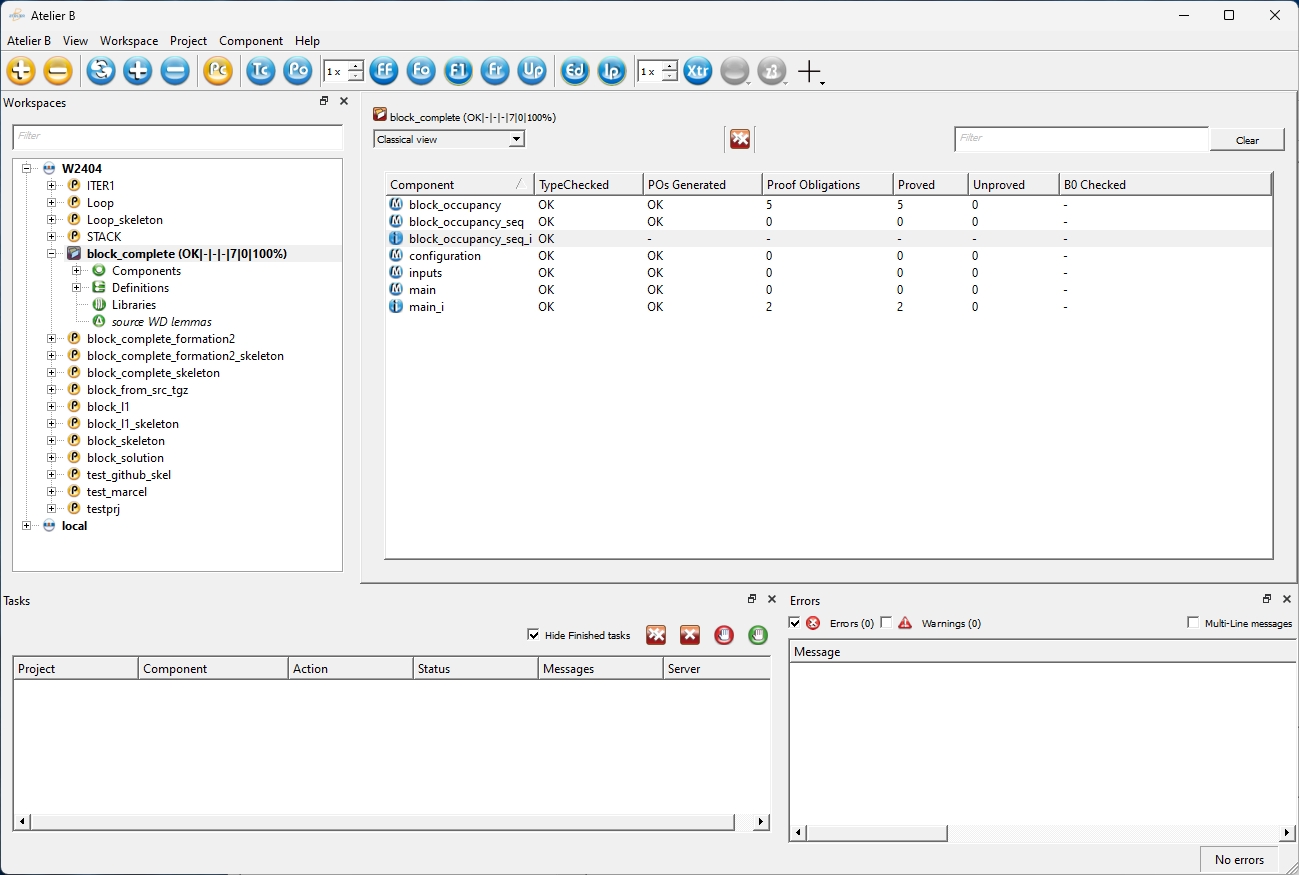 Atelier B
Atelier B View Workspace Project Component Help
Pc Tc Po 1 x FF Fo F1 Fr Up Ed Ip 1 x Xtr z3
Workspaces
Filter
W2404
P ITER1
P Loop
P Loop_skeleton
P STACK
block_complete (OK|-|-|-|7|0|100%)
Components
Definitions
Libraries
source WD lemmas
P block_complete_formation2
P block_complete_formation2_skeleton
P block_complete_skeleton
P block_from_src_tgz
P block_l1
P block_l1_skeleton
P block_skeleton
P block_solution
P test_github_skel
P test_marcel
P testprj
local
block_complete (OK|-|-|-|7|0|100%)
Classical view
Filter
Clear
Component TypeChecked POs Generated Proof Obligations Proved Unproved B0 Checked
M block_occupancy OK OK 5 5 0 -
M block_occupancy_seq OK OK 0 0 0 -
i block_occupancy_seq_i OK - - - - -
M configuration OK OK 0 0 0 -
M inputs OK OK 0 0 0 -
M main OK OK 0 0 0 -
i main_i OK OK 2 2 0 -
Tasks
Hide Finished tasks
Project Component Action Status Messages Server
Errors
Errors (0) Warnings (0) Multi-Line messages
Message
No errors